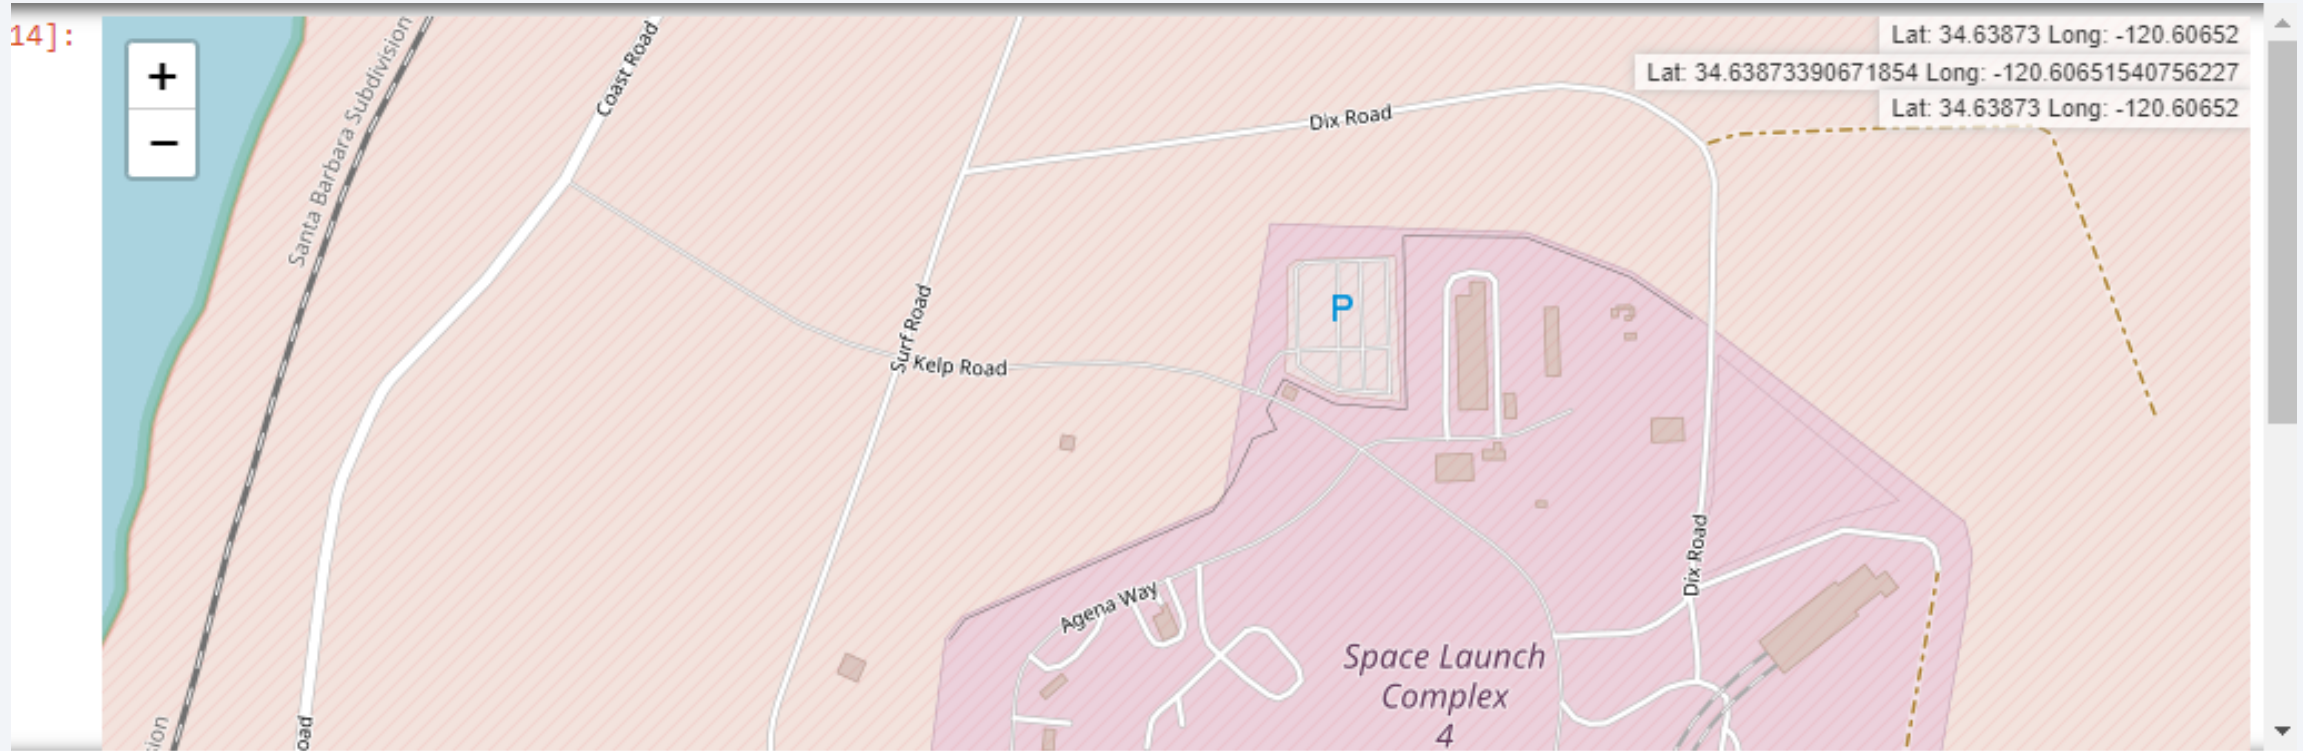 14]:
+
−
Lat: 34.63873 Long: -120.60652
Lat: 34.63873390671854 Long: -120.60651540756227
Lat: 34.63873 Long: -120.60652
Santa Barbara Subdivision
Coast Road
Dix Road
P
Surf Road
Kelp Road
Dix Road
Agena Way
Space Launch
Complex
4
sion
oad